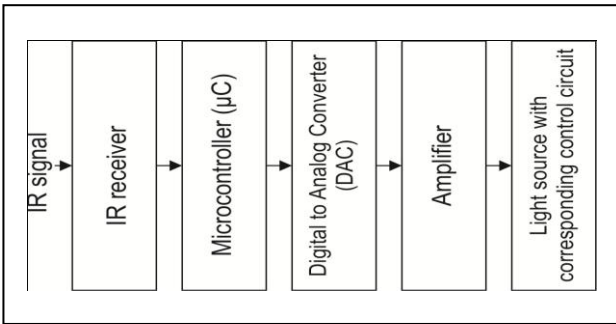 IR signal
IR receiver
Microcontroller (µC)
Digital to Analog Converter
(DAC)
Amplifier
Light source with
corresponding control circuit